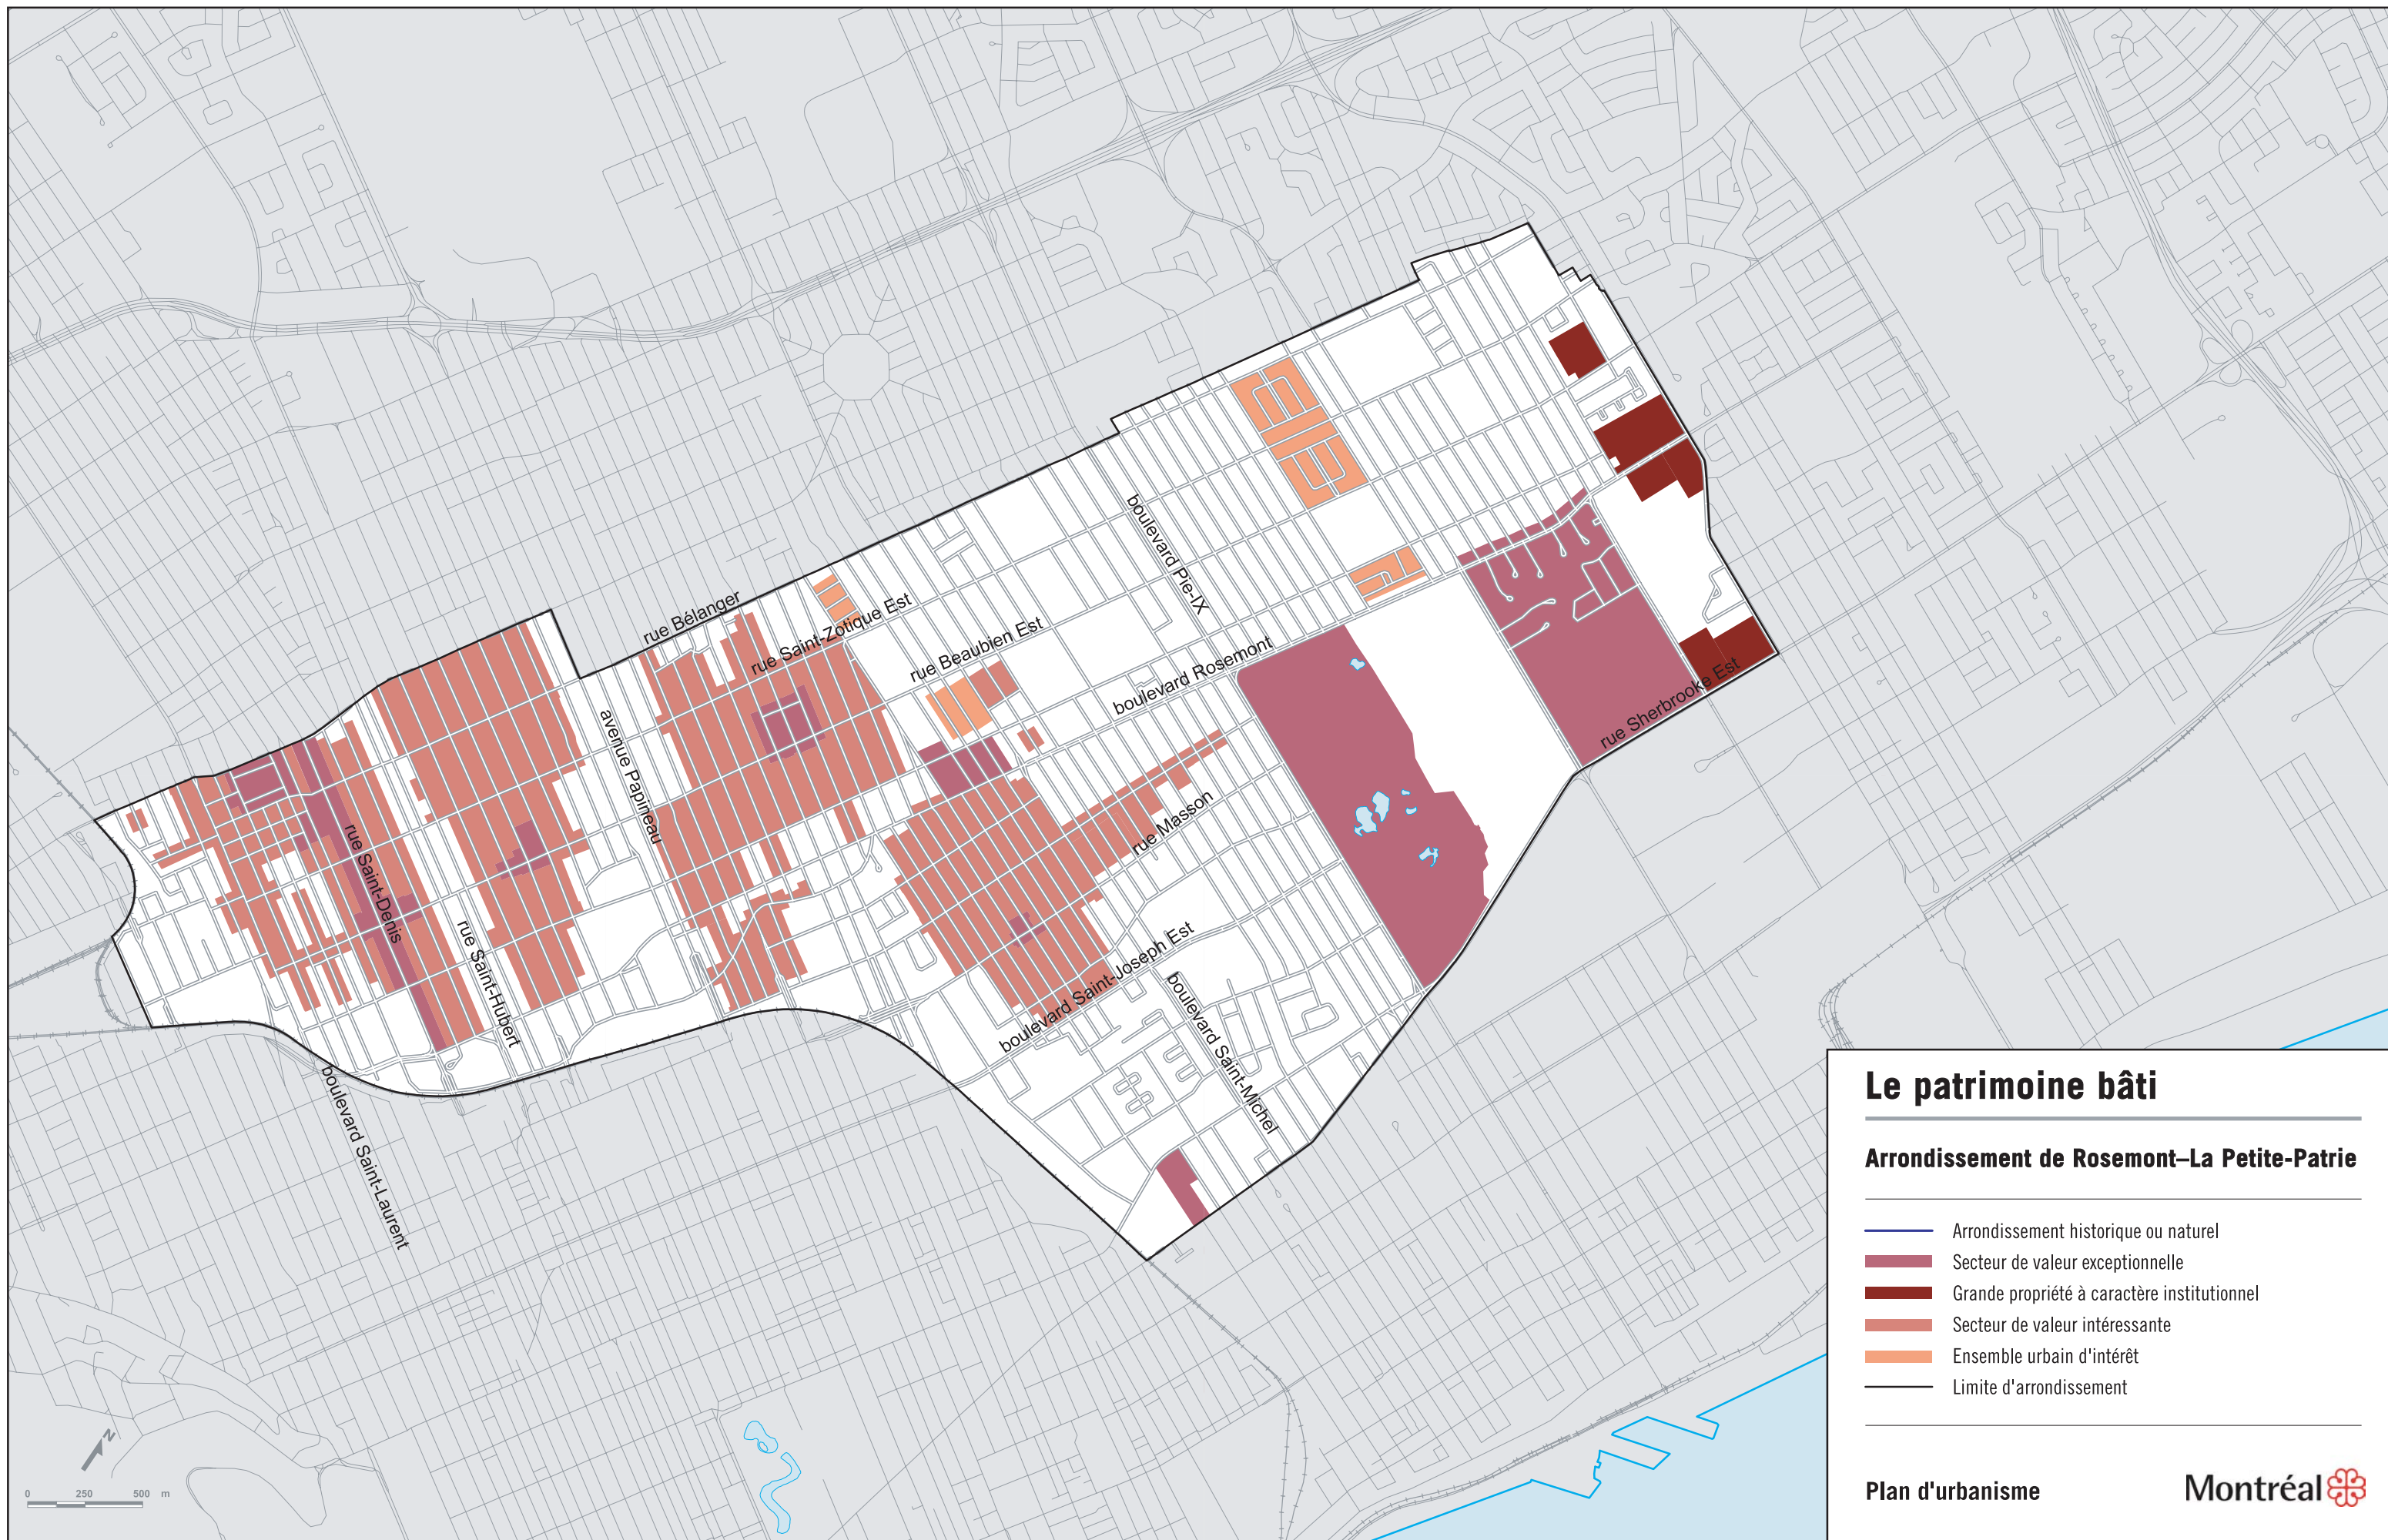 rue Bélanger
rue Saint-Zotique Est
rue Beaubien Est
boulevard Pie-IX
boulevard Rosemont
rue Sherbrooke Est
avenue Papineau
rue Masson
rue Saint-Denis
rue Saint-Hubert
boulevard Saint-Joseph Est
boulevard Saint-Michel
boulevard Saint-Laurent
N
0 250 500 m
Le patrimoine bâti
Arrondissement de Rosemont–La Petite-Patrie
Arrondissement historique ou naturel
Secteur de valeur exceptionnelle
Grande propriété à caractère institutionnel
Secteur de valeur intéressante
Ensemble urbain d'intérêt
Limite d'arrondissement
Plan d'urbanisme
Montréal